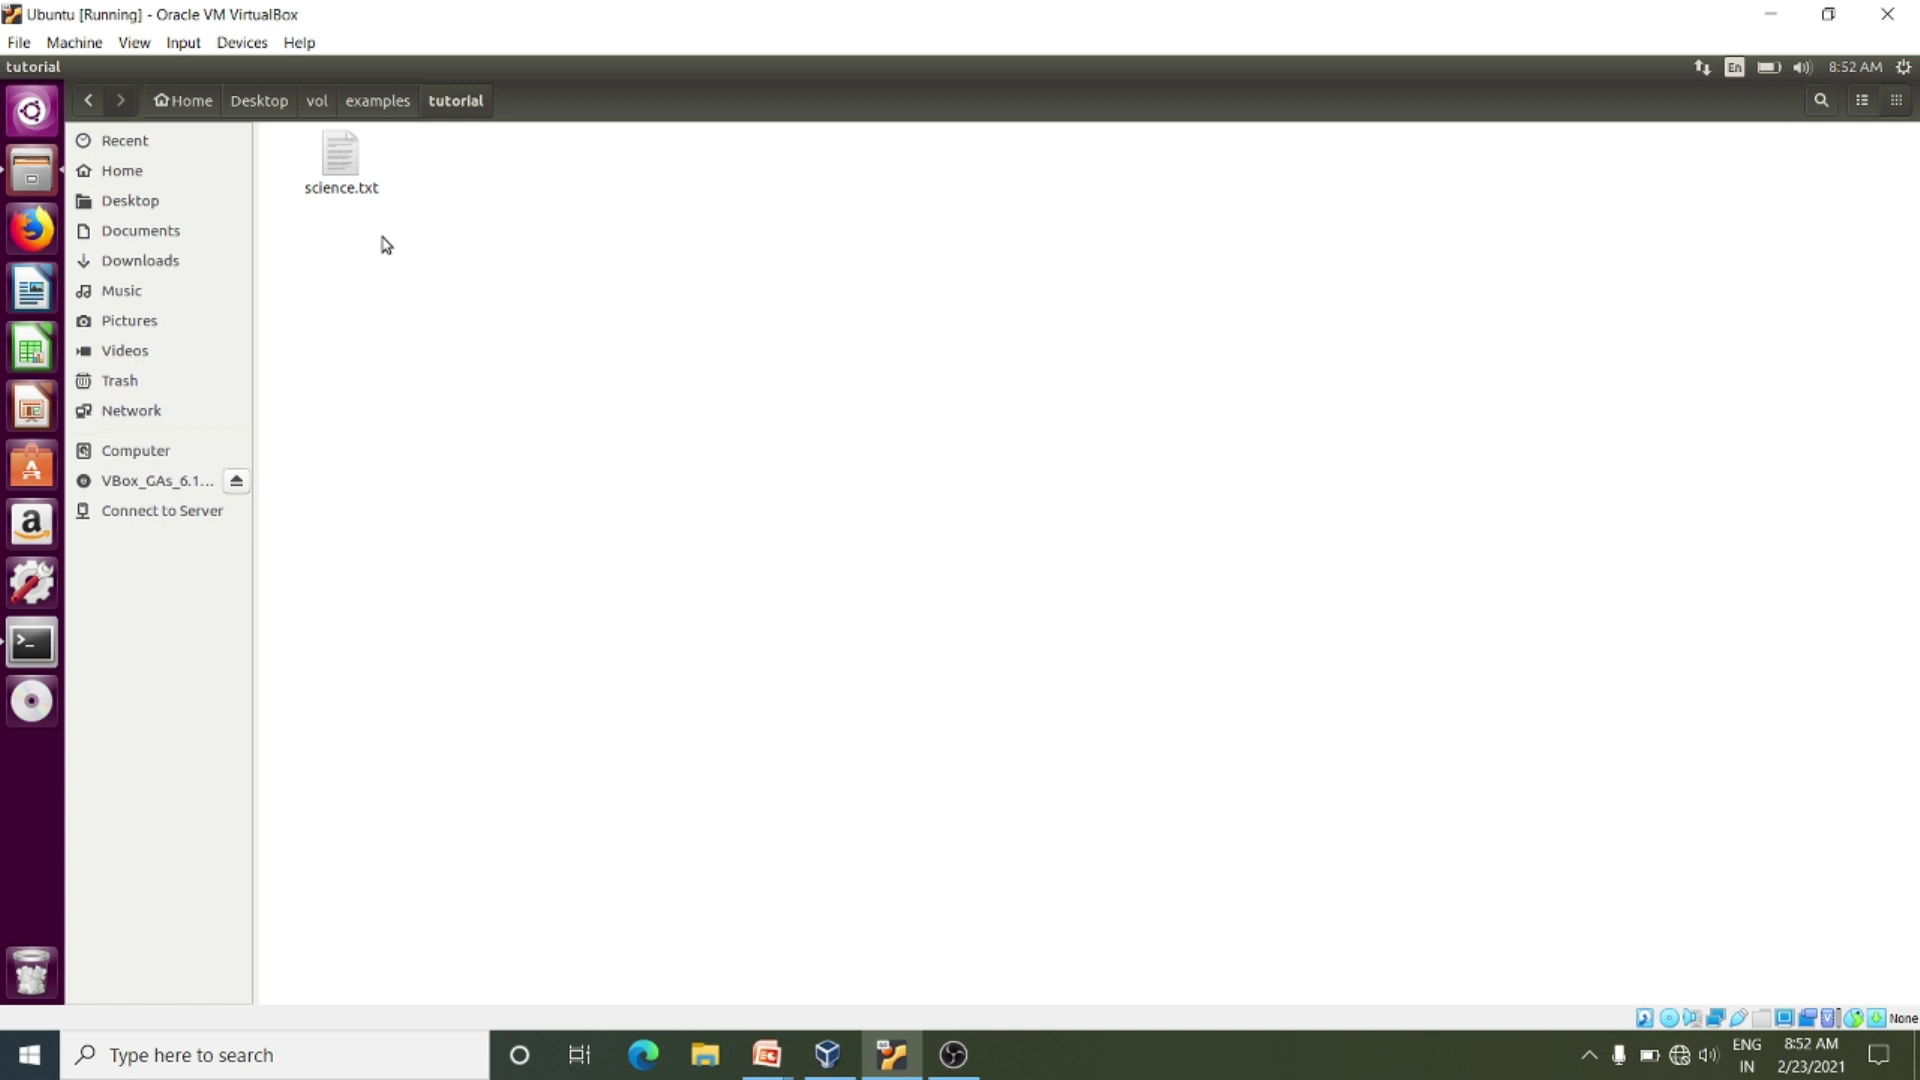 Ubuntu [Running] - Oracle VM VirtualBox
File Machine View Input Devices Help
tutorial En 8:52 AM
Home Desktop vol examples tutorial
Recent
Home
Desktop
Documents
Downloads
Music
Pictures
Videos
Trash
Network
Computer
VBox_GAs_6.1...
Connect to Server
science.txt
None
Type here to search
ENG
IN
8:52 AM
2/23/2021